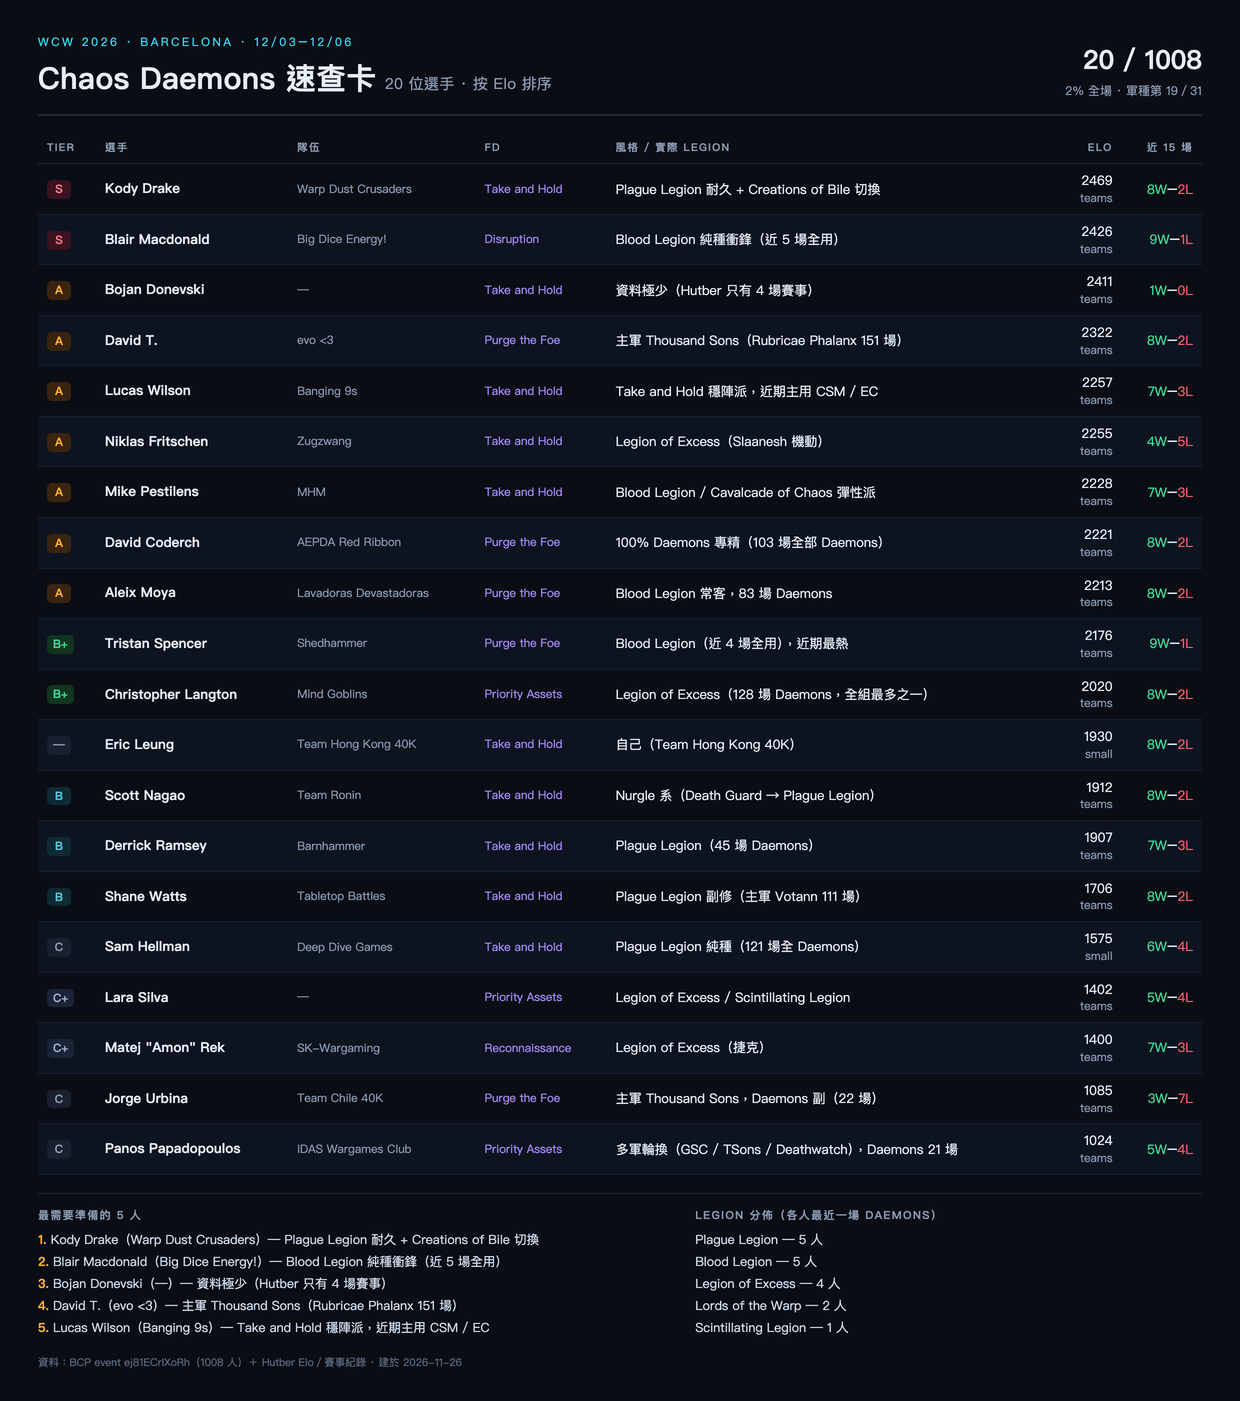 WCW 2026 · BARCELONA · 12/03–12/06
Chaos Daemons 速查卡 20 位選手 · 按 Elo 排序
20 / 1008
2% 全場 · 軍種第 19 / 31
TIER 選手 隊伍 FD 風格 / 實際 LEGION ELO 近 15 場
S Kody Drake Warp Dust Crusaders Take and Hold Plague Legion 耐久 + Creations of Bile 切換 2469 8W–2L
teams
S Blair Macdonald Big Dice Energy! Disruption Blood Legion 純種衝鋒（近 5 場全用） 2426 9W–1L
teams
A Bojan Donevski — Take and Hold 資料極少（Hutber 只有 4 場賽事） 2411 1W–0L
teams
A David T. evo <3 Purge the Foe 主軍 Thousand Sons（Rubricae Phalanx 151 場） 2322 8W–2L
teams
A Lucas Wilson Banging 9s Take and Hold Take and Hold 穩陣派，近期主用 CSM / EC 2257 7W–3L
teams
A Niklas Fritschen Zugzwang Take and Hold Legion of Excess（Slaanesh 機動） 2255 4W–5L
teams
A Mike Pestilens MHM Take and Hold Blood Legion / Cavalcade of Chaos 彈性派 2228 7W–3L
teams
A David Coderch AEPDA Red Ribbon Purge the Foe 100% Daemons 專精（103 場全部 Daemons） 2221 8W–2L
teams
A Aleix Moya Lavadoras Devastadoras Purge the Foe Blood Legion 常客，83 場 Daemons 2213 8W–2L
teams
B+ Tristan Spencer Shedhammer Purge the Foe Blood Legion（近 4 場全用），近期最熱 2176 9W–1L
teams
B+ Christopher Langton Mind Goblins Priority Assets Legion of Excess（128 場 Daemons，全組最多之一） 2020 8W–2L
teams
— Eric Leung Team Hong Kong 40K Take and Hold 自己（Team Hong Kong 40K） 1930 8W–2L
small
B Scott Nagao Team Ronin Take and Hold Nurgle 系（Death Guard → Plague Legion） 1912 8W–2L
teams
B Derrick Ramsey Barnhammer Take and Hold Plague Legion（45 場 Daemons） 1907 7W–3L
teams
B Shane Watts Tabletop Battles Take and Hold Plague Legion 副修（主軍 Votann 111 場） 1706 8W–2L
teams
C Sam Hellman Deep Dive Games Take and Hold Plague Legion 純種（121 場全 Daemons） 1575 6W–4L
small
C+ Lara Silva — Priority Assets Legion of Excess / Scintillating Legion 1402 5W–4L
teams
C+ Matej "Amon" Rek SK-Wargaming Reconnaissance Legion of Excess（捷克） 1400 7W–3L
teams
C Jorge Urbina Team Chile 40K Purge the Foe 主軍 Thousand Sons，Daemons 副（22 場） 1085 3W–7L
teams
C Panos Papadopoulos IDAS Wargames Club Priority Assets 多軍輪換（GSC / TSons / Deathwatch），Daemons 21 場 1024 5W–4L
teams
最需要準備的 5 人
1. Kody Drake（Warp Dust Crusaders）— Plague Legion 耐久 + Creations of Bile 切換
2. Blair Macdonald（Big Dice Energy!）— Blood Legion 純種衝鋒（近 5 場全用）
3. Bojan Donevski（—）— 資料極少（Hutber 只有 4 場賽事）
4. David T.（evo <3）— 主軍 Thousand Sons（Rubricae Phalanx 151 場）
5. Lucas Wilson（Banging 9s）— Take and Hold 穩陣派，近期主用 CSM / EC
LEGION 分佈（各人最近一場 DAEMONS）
Plague Legion — 5 人
Blood Legion — 5 人
Legion of Excess — 4 人
Lords of the Warp — 2 人
Scintillating Legion — 1 人
資料：BCP event ej81ECrlXoRh（1008 人）＋ Hutber Elo / 賽事紀錄 · 建於 2026-11-26